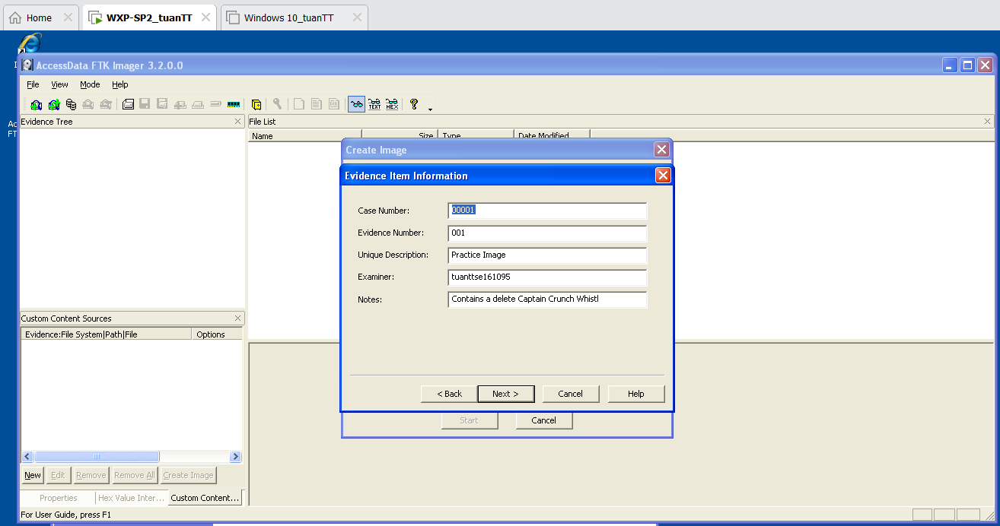 Home
WXP-SP2_tuanTT
Windows 10_tuanTT
AccessData FTK Imager 3.2.0.0
File View Mode Help
TEXT HEX
Evidence Tree
File List
Name Size Type Date Modified
Create Image
Evidence Item Information
Case Number: 00001
Evidence Number: 001
Unique Description: Practice Image
Examiner: tuanttse161095
Notes: Contains a delete Captain Crunch Whistl
< Back Next > Cancel Help
Start Cancel
Custom Content Sources
Evidence:File System|Path|File Options
New Edit Remove Remove All Create Image
Properties Hex Value Inter... Custom Content...
For User Guide, press F1